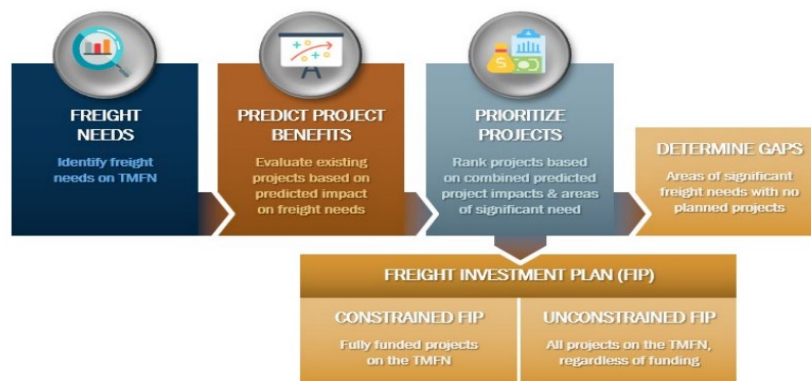 FREIGHT
NEEDS
Identify freight
needs on TMFN
PREDICT PROJECT
BENEFITS
Evaluate existing
projects based on
predicted impact
on freight needs
PRIORITIZE
PROJECTS
Rank projects based
on combined predicted
project impacts & areas
of significant need
DETERMINE GAPS
Areas of significant
freight needs with no
planned projects
FREIGHT INVESTMENT PLAN (FIP)
CONSTRAINED FIP
Fully funded projects
on the TMFN
UNCONSTRAINED FIP
All projects on the TMFN,
regardless of funding